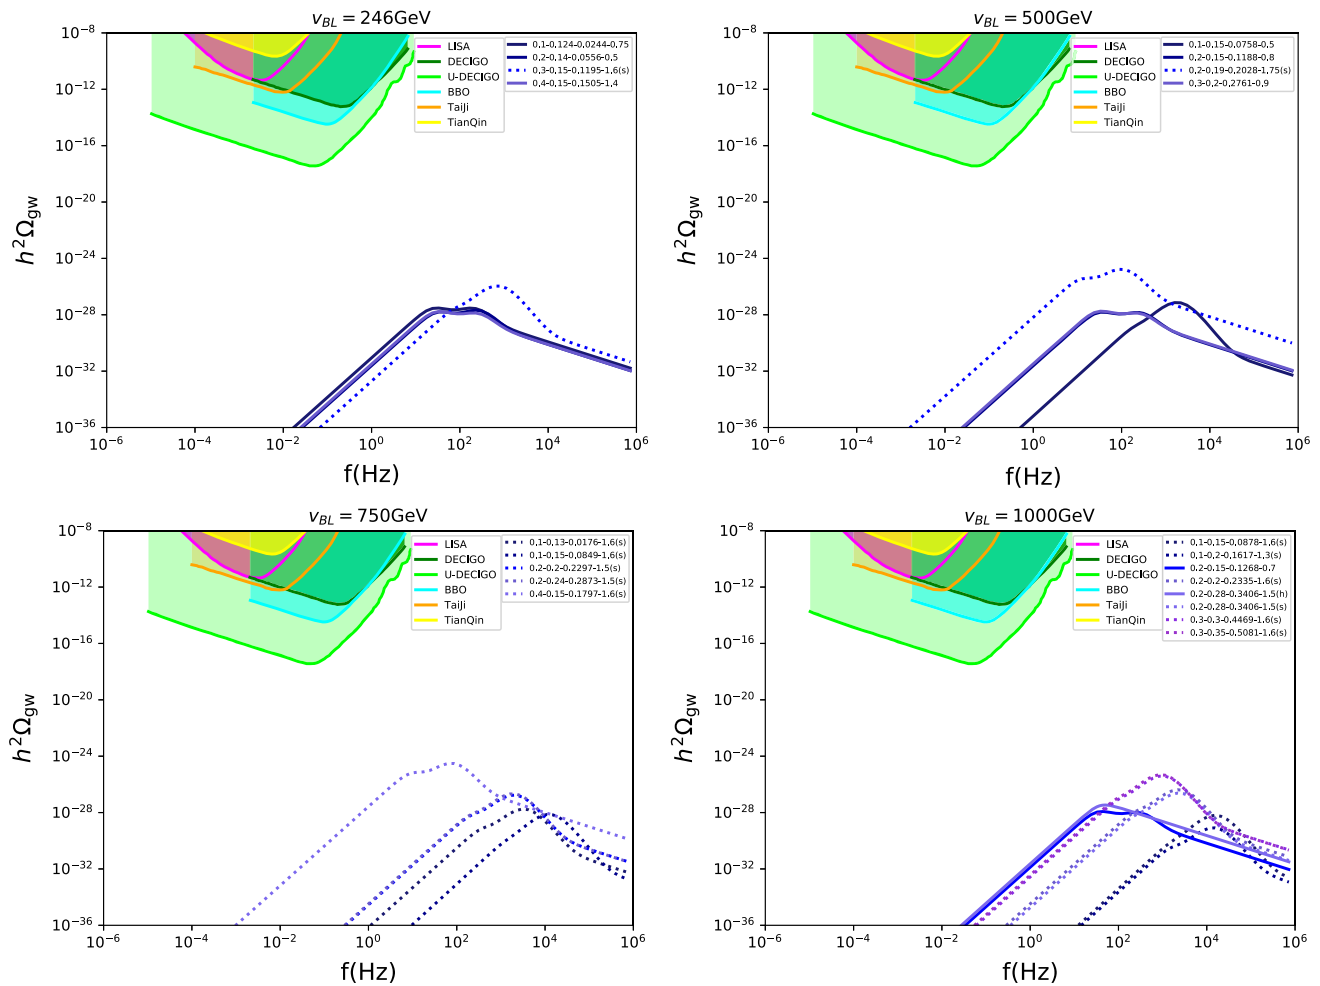 v_BL = 246GeV
10^−8
10^−12
10^−16
10^−20
10^−24
10^−28
10^−32
10^−36
h²Ω_gw
LISA
DECIGO
U-DECIGO
BBO
TaiJi
TianQin
0.1-0.124-0.0244-0.75
0.2-0.14-0.0556-0.5
0.3-0.15-0.1195-1.6(s)
0.4-0.15-0.1505-1.4
10^−6
10^−4
10^−2
10^0
10^2
10^4
10^6
f(Hz)
v_BL = 500GeV
10^−8
10^−12
10^−16
10^−20
10^−24
10^−28
10^−32
10^−36
h²Ω_gw
LISA
DECIGO
U-DECIGO
BBO
TaiJi
TianQin
0.1-0.15-0.0758-0.5
0.2-0.15-0.1188-0.8
0.2-0.19-0.2028-1.75(s)
0.3-0.2-0.2761-0.9
10^−6
10^−4
10^−2
10^0
10^2
10^4
10^6
f(Hz)
v_BL = 750GeV
10^−8
10^−12
10^−16
10^−20
10^−24
10^−28
10^−32
10^−36
h²Ω_gw
LISA
DECIGO
U-DECIGO
BBO
TaiJi
TianQin
0.1-0.13-0.0176-1.6(s)
0.1-0.15-0.0849-1.6(s)
0.2-0.2-0.2297-1.5(s)
0.2-0.24-0.2873-1.5(s)
0.4-0.15-0.1797-1.6(s)
10^−6
10^−4
10^−2
10^0
10^2
10^4
10^6
f(Hz)
v_BL = 1000GeV
10^−8
10^−12
10^−16
10^−20
10^−24
10^−28
10^−32
10^−36
h²Ω_gw
LISA
DECIGO
U-DECIGO
BBO
TaiJi
TianQin
0.1-0.15-0.0878-1.6(s)
0.1-0.2-0.1617-1.3(s)
0.2-0.15-0.1268-0.7
0.2-0.2-0.2335-1.6(s)
0.2-0.28-0.3406-1.5(h)
0.2-0.28-0.3406-1.5(s)
0.3-0.3-0.4469-1.6(s)
0.3-0.35-0.5081-1.6(s)
10^−6
10^−4
10^−2
10^0
10^2
10^4
10^6
f(Hz)